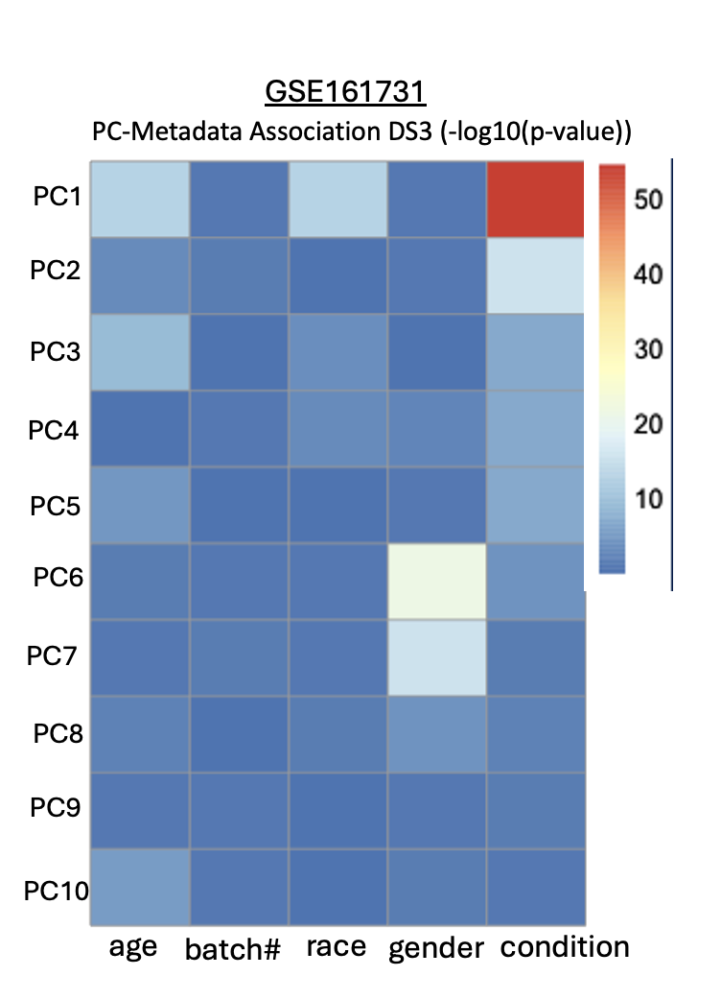 GSE161731
PC-Metadata Association DS3 (-log10(p-value))
PC1
50
PC2
40
PC3
30
PC4
20
PC5
10
PC6
PC7
PC8
PC9
PC10
age batch# race gender condition